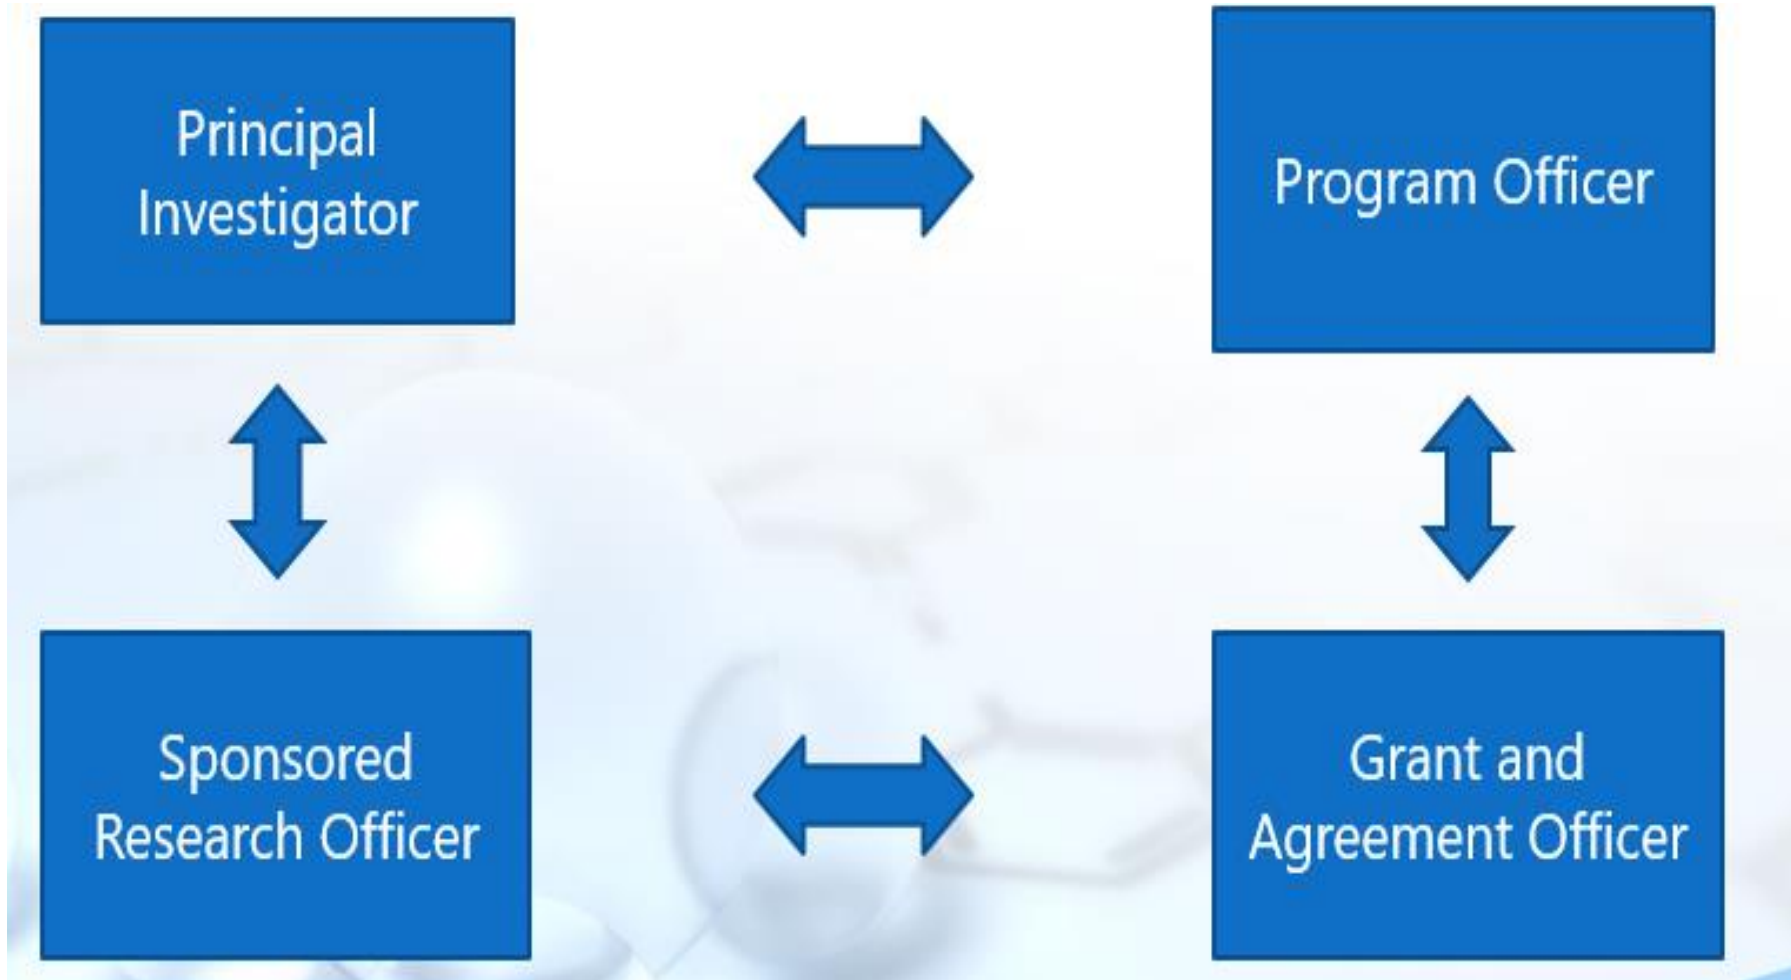 Principal
Investigator
Program Officer
Sponsored
Research Officer
Grant and
Agreement Officer